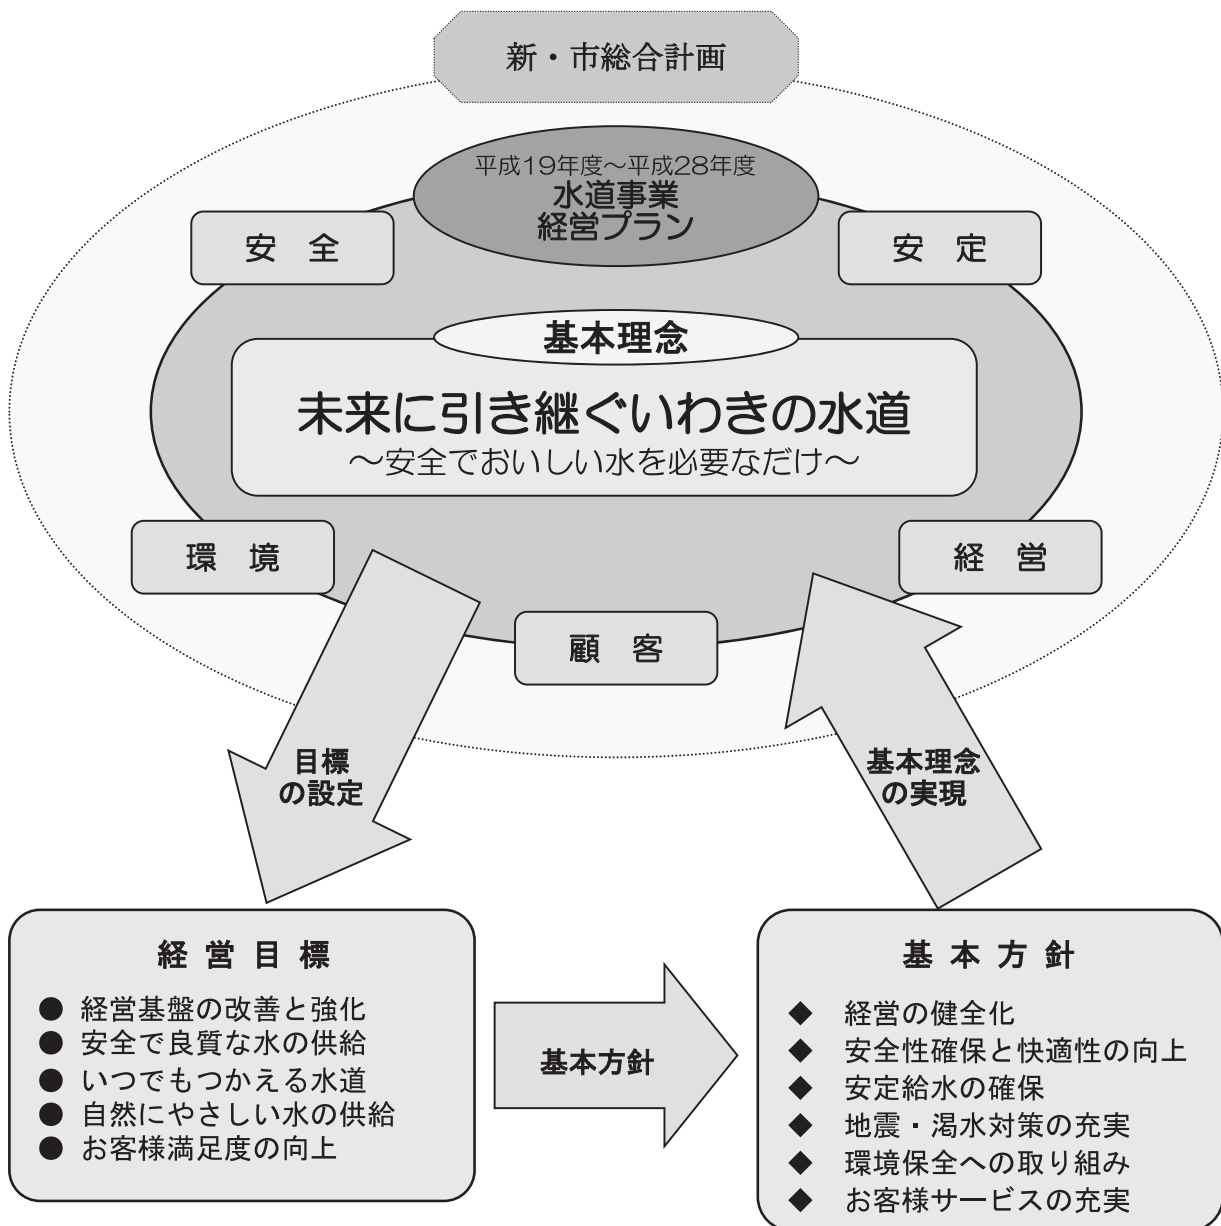 新・市総合計画
平成19年度～平成28年度
水道事業
経営プラン
安 全
安 定
基本理念
未来に引き継ぐいわきの水道
～安全でおいしい水を必要なだけ～
環 境
経 営
顧 客
目標
の設定
基本理念
の実現
経 営 目 標
● 経営基盤の改善と強化
● 安全で良質な水の供給
● いつでもつかえる水道
● 自然にやさしい水の供給
● お客様満足度の向上
基本方針
基 本 方 針
◆ 経営の健全化
◆ 安全性確保と快適性の向上
◆ 安定給水の確保
◆ 地震・渇水対策の充実
◆ 環境保全への取り組み
◆ お客様サービスの充実